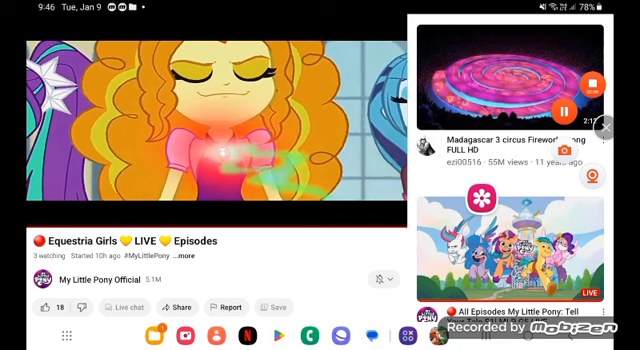 9:46 Tue, Jan 9
78%
2:12
Madagascar 3 circus Firework song
FULL HD
ezi00516 · 55M views · 11 years ago
🔴 Equestria Girls 💛 LIVE 💛 Episodes
3 watching Started 10h ago #MyLittlePony ...more
My Little Pony Official 5.1M
18 Live chat Share Report Save
LIVE
🔴 All Episodes My Little Pony: Tell
Recorded by mobizen